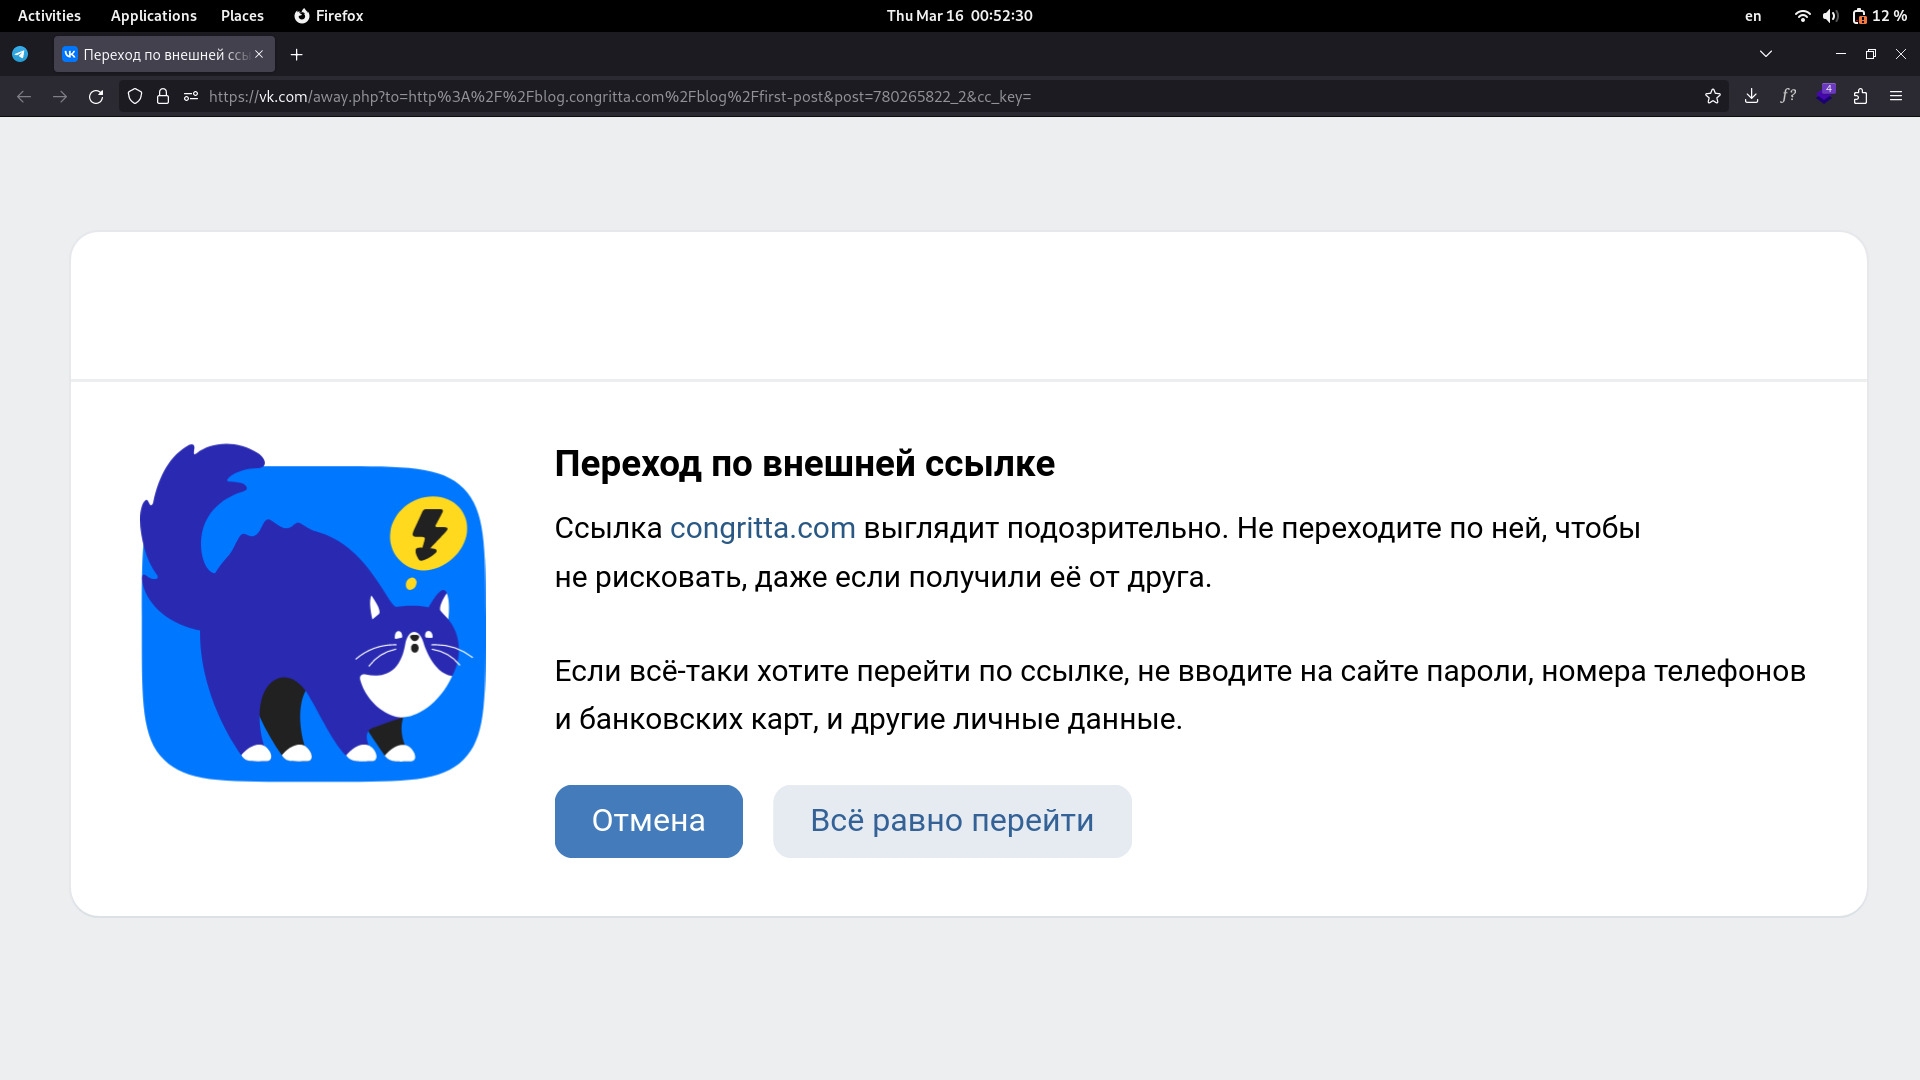 Activities Applications Places Firefox Thu Mar 16 00:52:30 en 12 %
Переход по внешней ссы
https://vk.com/away.php?to=http%3A%2F%2Fblog.congritta.com%2Fblog%2Ffirst-post&post=780265822_2&cc_key= f? 4
Переход по внешней ссылке
Ссылка congritta.com выглядит подозрительно. Не переходите по ней, чтобы
не рисковать, даже если получили её от друга.
Если всё-таки хотите перейти по ссылке, не вводите на сайте пароли, номера телефонов
и банковских карт, и другие личные данные.
Отмена Всё равно перейти